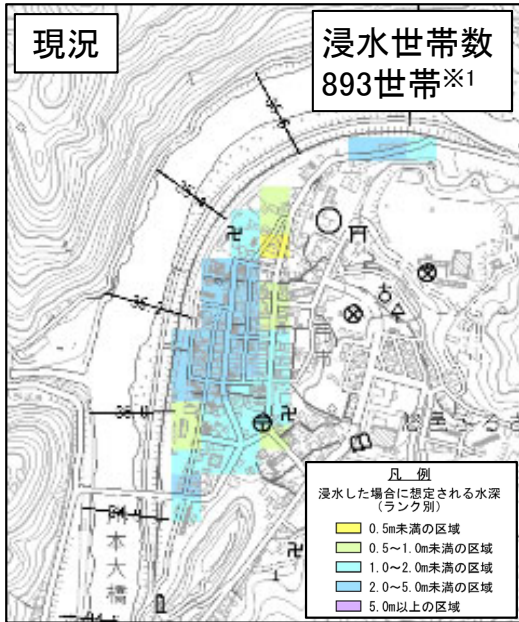 現況
浸水世帯数
893世帯※1
本大橋
凡 例
浸水した場合に想定される水深
(ランク別)
0.5m未満の区域
0.5～1.0m未満の区域
1.0～2.0m未満の区域
2.0～5.0m未満の区域
5.0m以上の区域